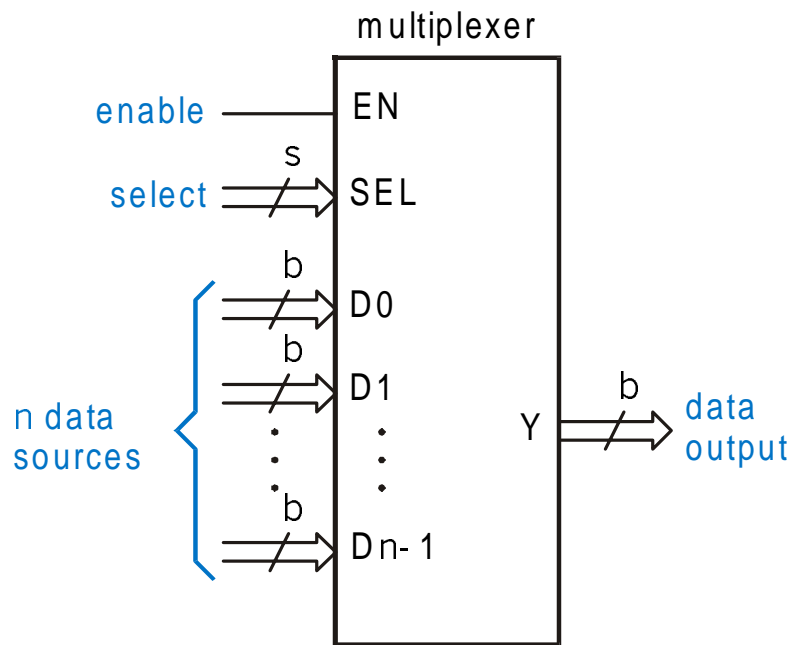 multiplexer
enable
EN
s
select
SEL
b
D0
b
D1
n data
sources
b
Dn-1
Y
b
data
output